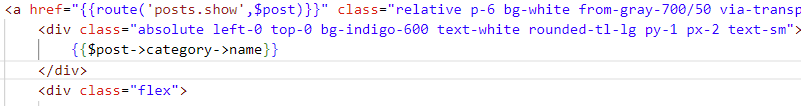 <a href="{{route('posts.show',$post)}}" class="relative p-6 bg-white from-gray-700/50 via-transp
<div class="absolute left-0 top-0 bg-indigo-600 text-white rounded-tl-lg py-1 px-2 text-sm">
{{$post->category->name}}
</div>
<div class="flex">